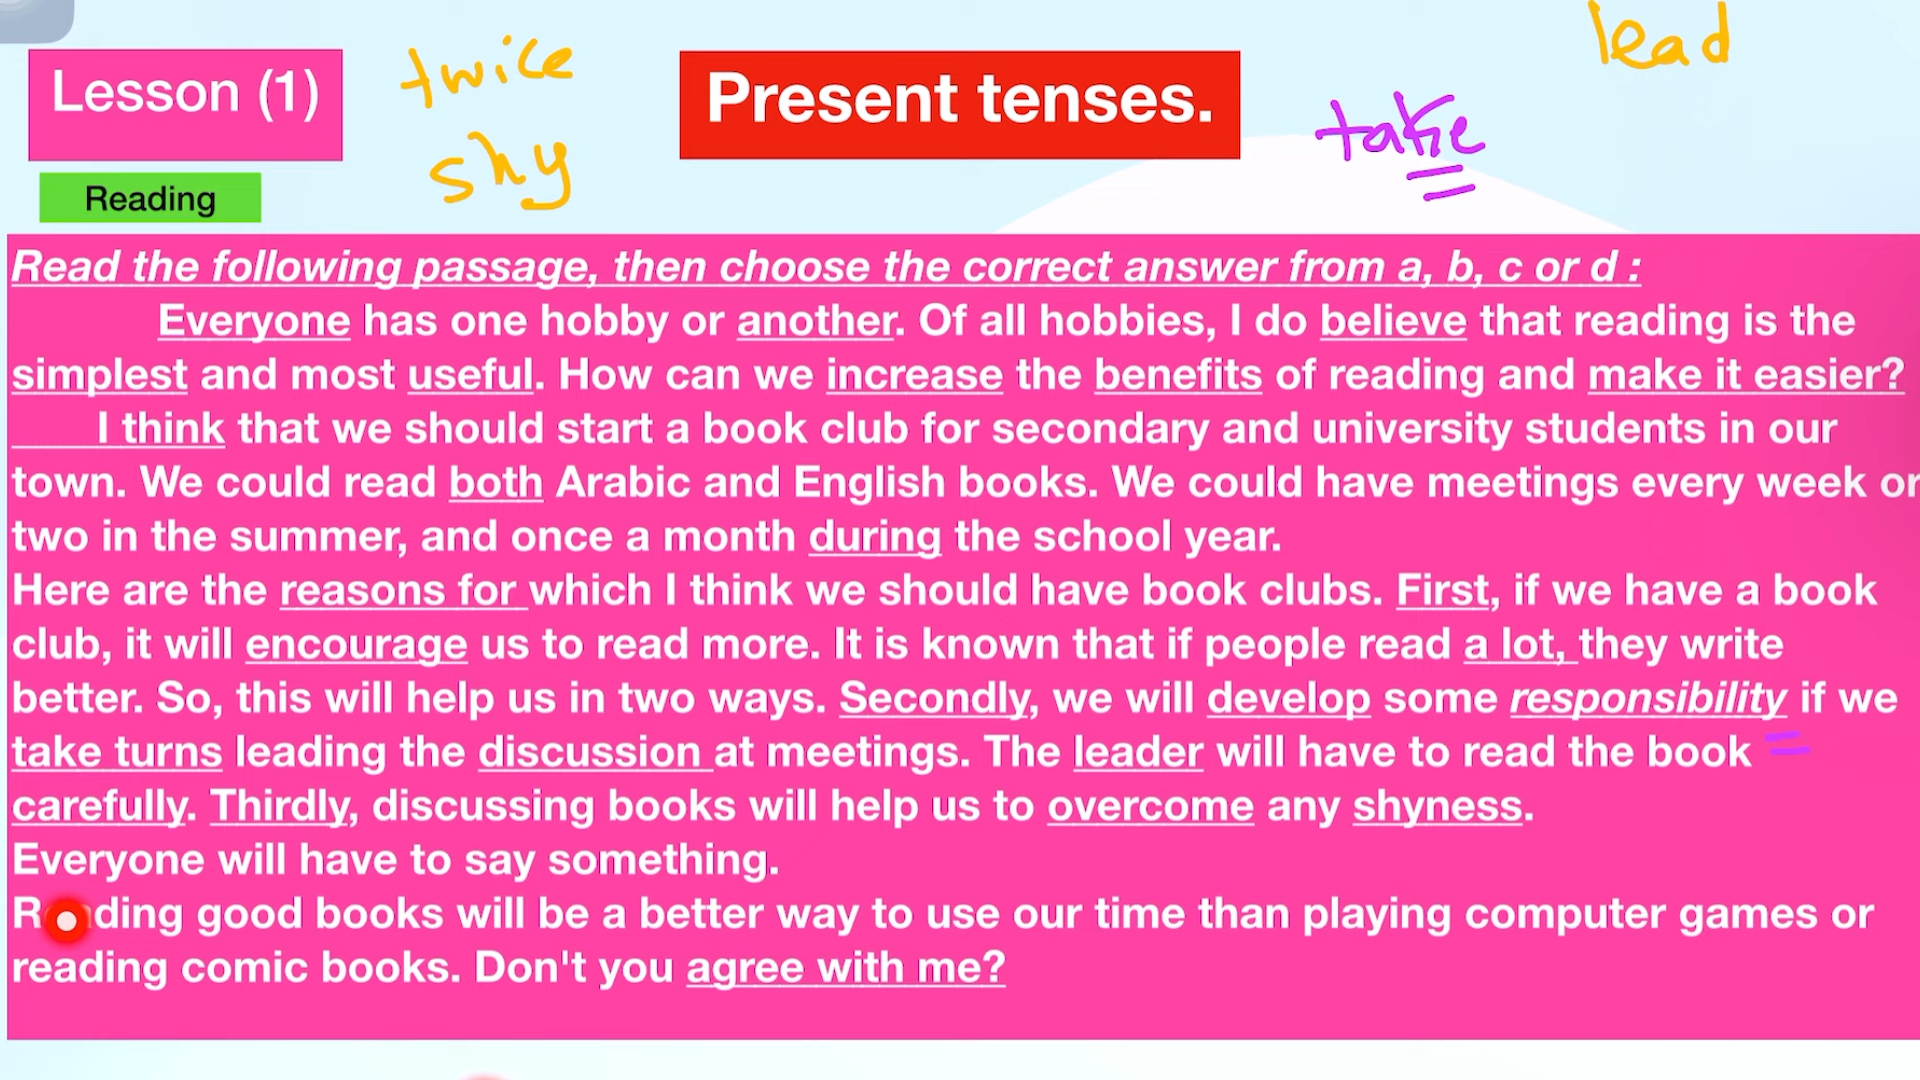 lead
twice
Lesson (1)
Present tenses.
take
shy
Reading
Read the following passage, then choose the correct answer from a, b, c or d :
Everyone has one hobby or another. Of all hobbies, I do believe that reading is the
simplest and most useful. How can we increase the benefits of reading and make it easier?
I think that we should start a book club for secondary and university students in our
town. We could read both Arabic and English books. We could have meetings every week or
two in the summer, and once a month during the school year.
Here are the reasons for which I think we should have book clubs. First, if we have a book
club, it will encourage us to read more. It is known that if people read a lot, they write
better. So, this will help us in two ways. Secondly, we will develop some responsibility if we
take turns leading the discussion at meetings. The leader will have to read the book
carefully. Thirdly, discussing books will help us to overcome any shyness.
Everyone will have to say something.
Reading good books will be a better way to use our time than playing computer games or
reading comic books. Don't you agree with me?